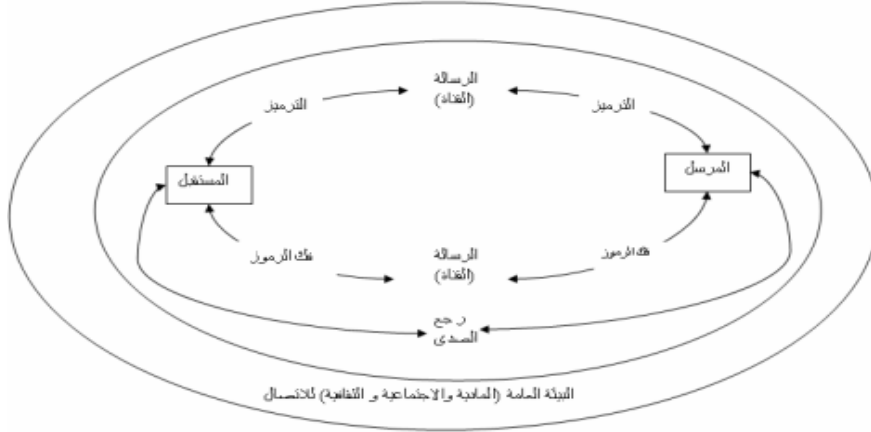 الرسالة
(القناة)
الترميز
الترميز
المرسل
المستقبل
فك الرموز
الرسالة
(القناة)
فك الرموز
رجع
الصدى
البيئة العامة (المادية والاجتماعية و الثقافية) للاتصال